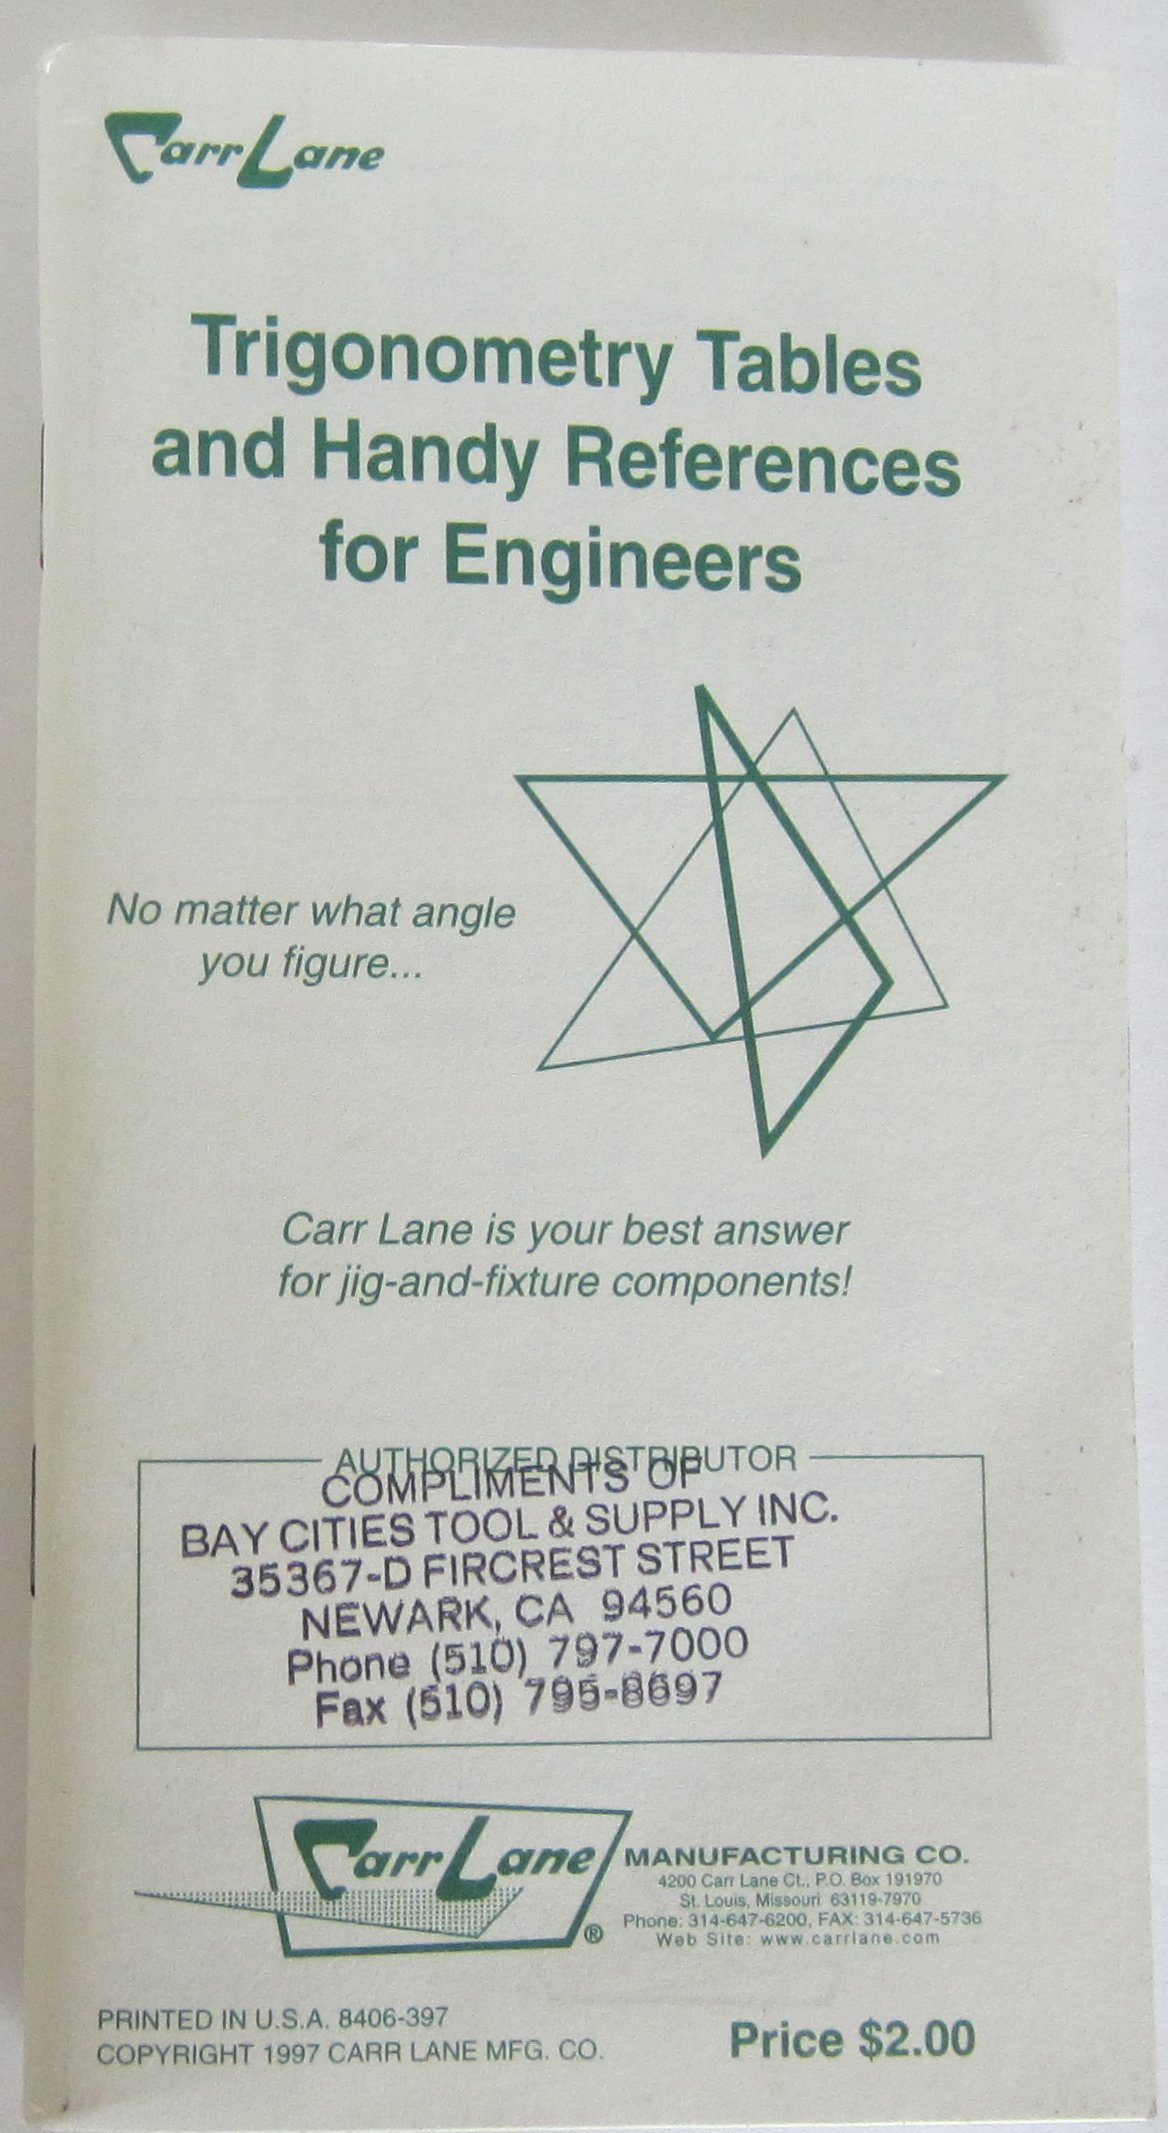 Carr Lane
Trigonometry Tables
and Handy References
for Engineers
No matter what angle
you figure...
Carr Lane is your best answer
for jig-and-fixture components!
AUTHORIZED DISTRIBUTOR
COMPLIMENTS OF
BAY CITIES TOOL & SUPPLY INC.
35367-D FIRCREST STREET
NEWARK, CA 94560
Phone (510) 797-7000
Fax (510) 795-8697
Carr Lane ®
MANUFACTURING CO.
4200 Carr Lane Ct., P.O. Box 191970
St. Louis, Missouri 63119-7970
Phone: 314-647-6200, FAX: 314-647-5736
Web Site: www.carrlane.com
PRINTED IN U.S.A. 8406-397
COPYRIGHT 1997 CARR LANE MFG. CO.
Price $2.00